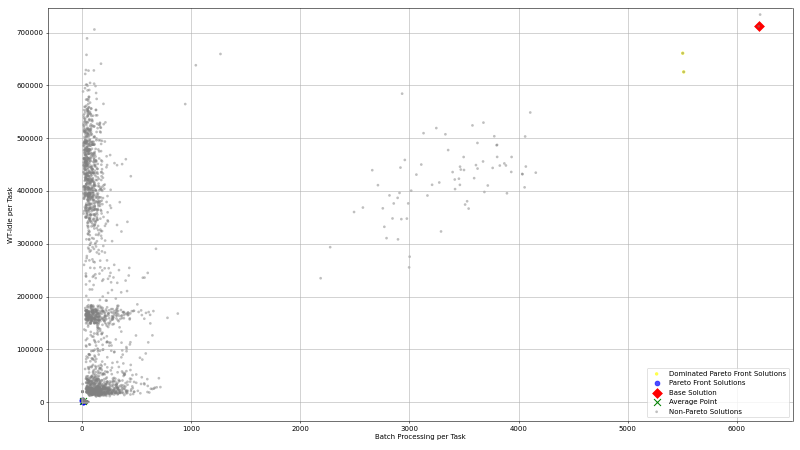 700000
600000
500000
400000
300000
200000
100000
0
WT-Idle per Task
0 1000 2000 3000 4000 5000 6000
Batch Processing per Task
Dominated Pareto Front Solutions
Pareto Front Solutions
Base Solution
Average Point
Non-Pareto Solutions